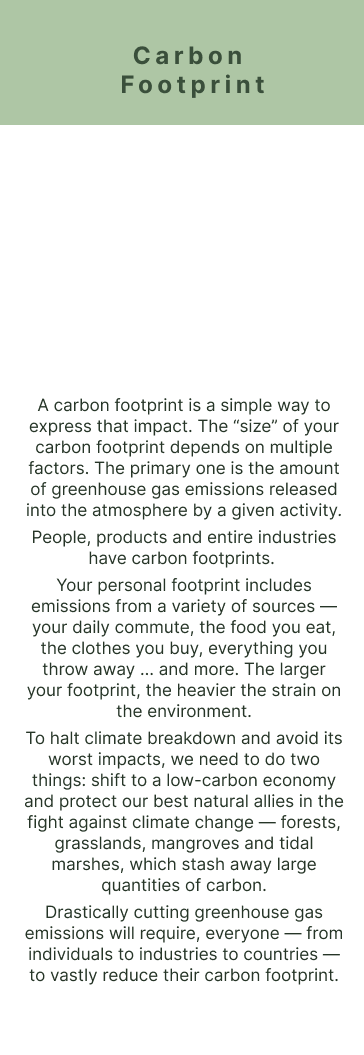 Carbon
Footprint
A carbon footprint is a simple way to
express that impact. The “size” of your
carbon footprint depends on multiple
factors. The primary one is the amount
of greenhouse gas emissions released
into the atmosphere by a given activity.
People, products and entire industries
have carbon footprints.
Your personal footprint includes
emissions from a variety of sources —
your daily commute, the food you eat,
the clothes you buy, everything you
throw away ... and more. The larger
your footprint, the heavier the strain on
the environment.
To halt climate breakdown and avoid its
worst impacts, we need to do two
things: shift to a low-carbon economy
and protect our best natural allies in the
fight against climate change — forests,
grasslands, mangroves and tidal
marshes, which stash away large
quantities of carbon.
Drastically cutting greenhouse gas
emissions will require, everyone — from
individuals to industries to countries —
to vastly reduce their carbon footprint.